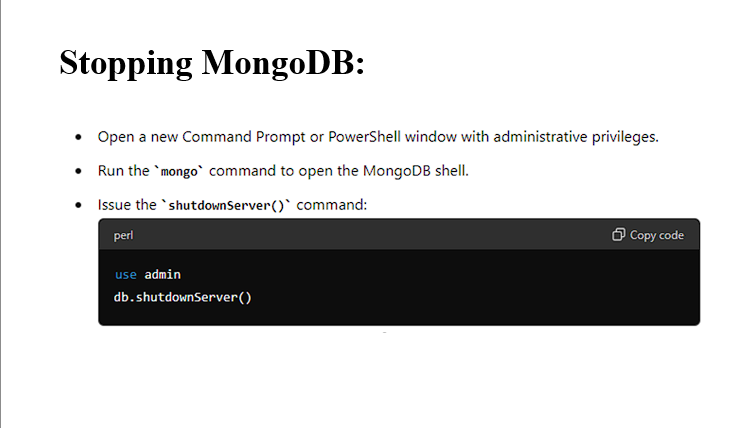 Stopping MongoDB:
• Open a new Command Prompt or PowerShell window with administrative privileges.
• Run the `mongo` command to open the MongoDB shell.
• Issue the `shutdownServer()` command:
perl Copy code
use admin
db.shutdownServer()